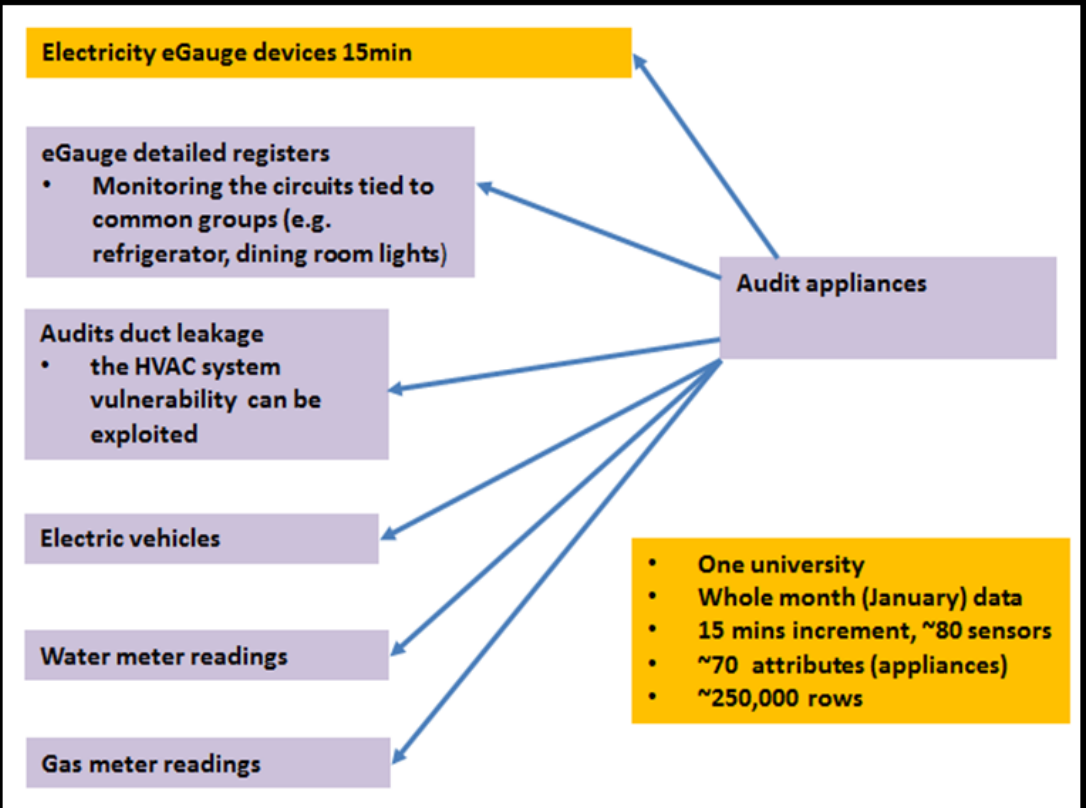 Electricity eGauge devices 15min
eGauge detailed registers
• Monitoring the circuits tied to
common groups (e.g.
refrigerator, dining room lights)
Audits duct leakage
• the HVAC system
vulnerability can be
exploited
Electric vehicles
Water meter readings
Gas meter readings
Audit appliances
• One university
• Whole month (January) data
• 15 mins increment, ~80 sensors
• ~70 attributes (appliances)
• ~250,000 rows